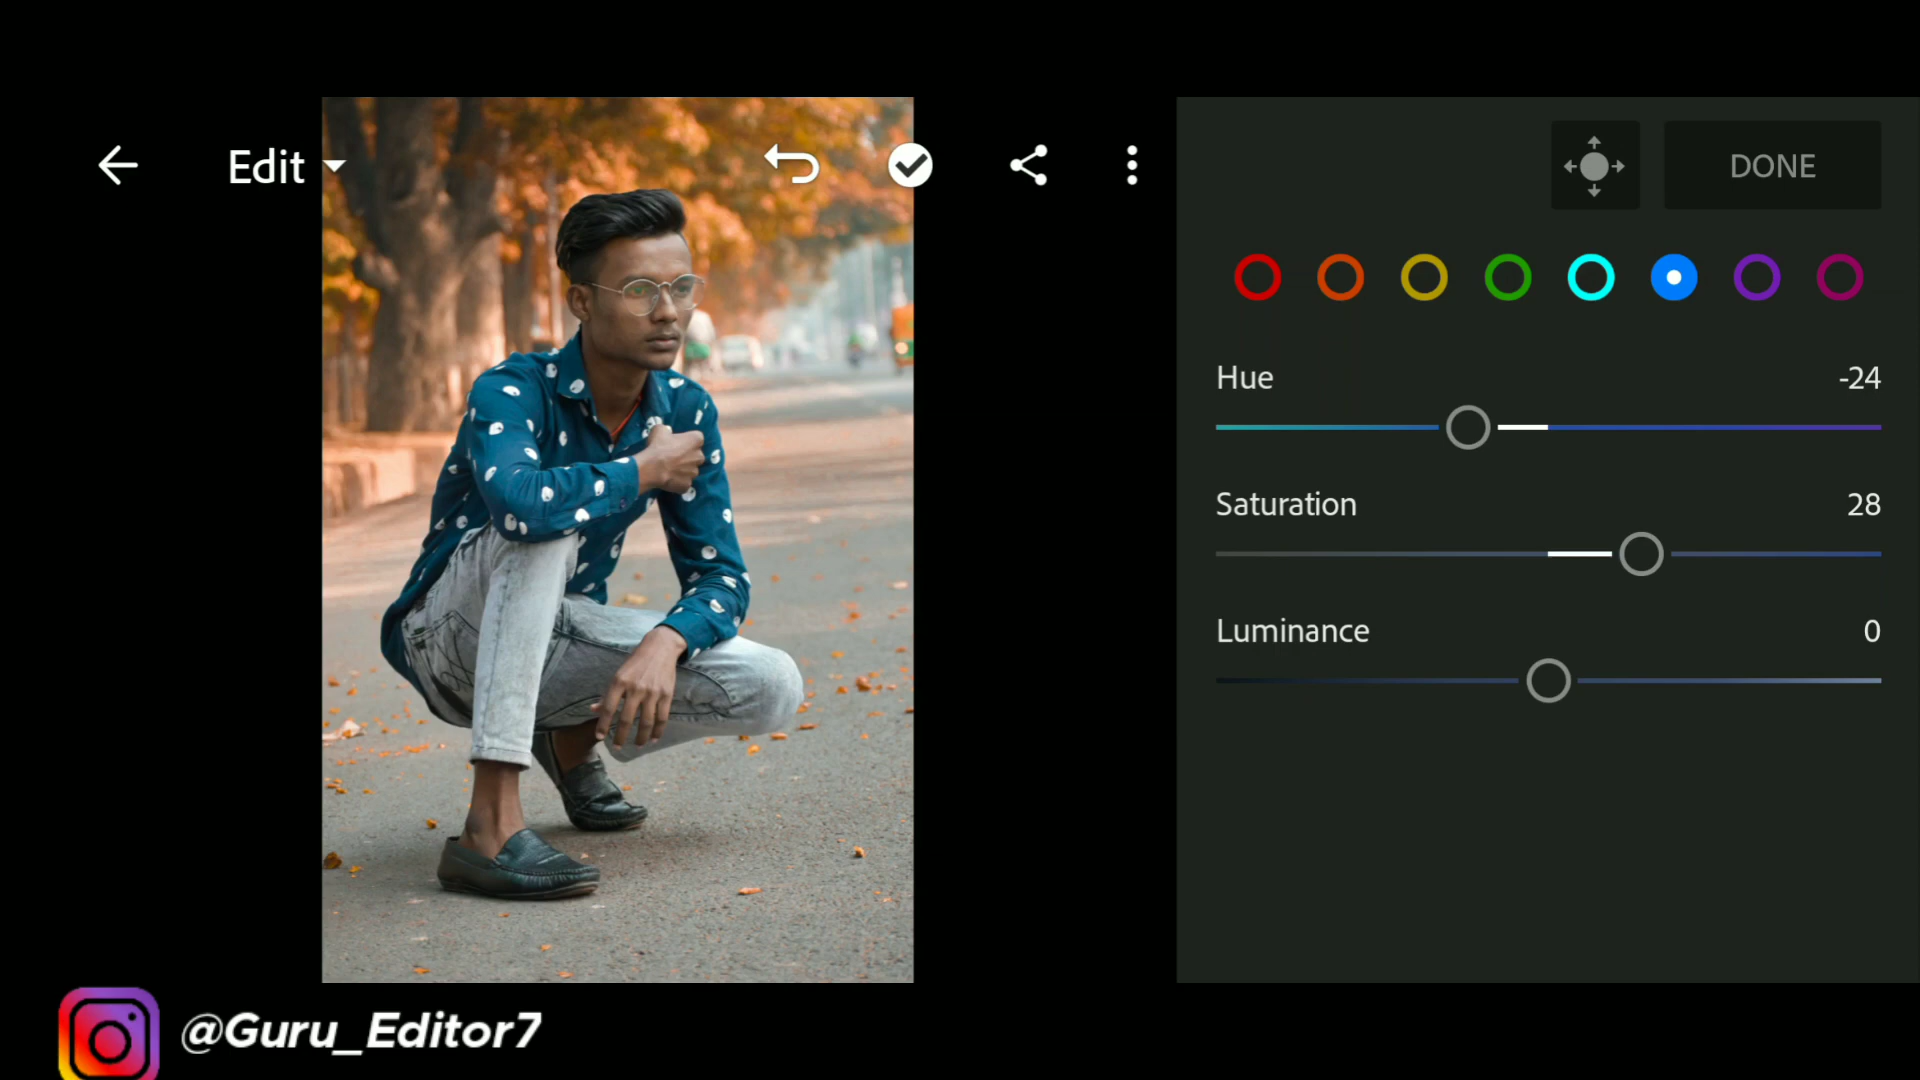 Edit
DONE
Hue -24
Saturation 28
Luminance 0
@Guru_Editor7